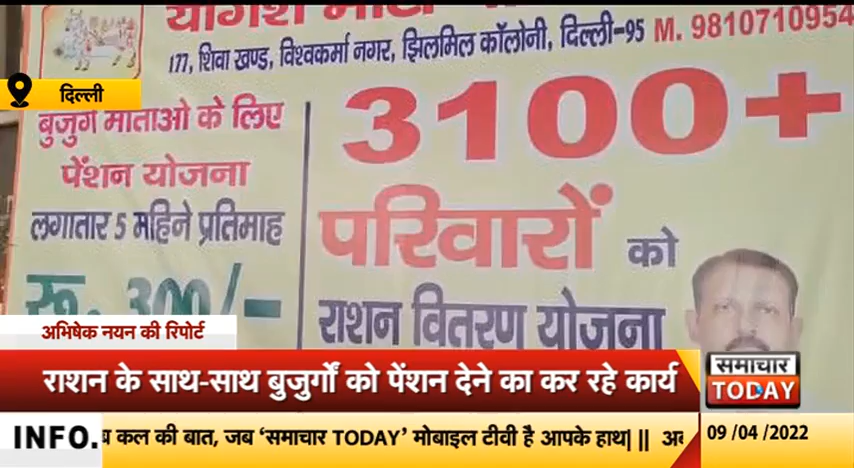 177, शिवा खण्ड, विश्वकर्मा नगर, झिलमिल कॉलोनी, दिल्ली-95 M. 9810710954
दिल्ली
बुजुर्ग माताओ के लिए
पेंशन योजना
लगातार 5 महिने प्रतिमाह
रू. 300/-
3100+
परिवारों को
राशन वितरण योजना
अभिषेक नयन की रिपोर्ट
राशन के साथ-साथ बुजुर्गों को पेंशन देने का कर रहे कार्य
समाचार
TODAY
INFO.
कल की बात, जब ‘समाचार TODAY’ मोबाइल टीवी है आपके हाथ| ||
09 /04 /2022